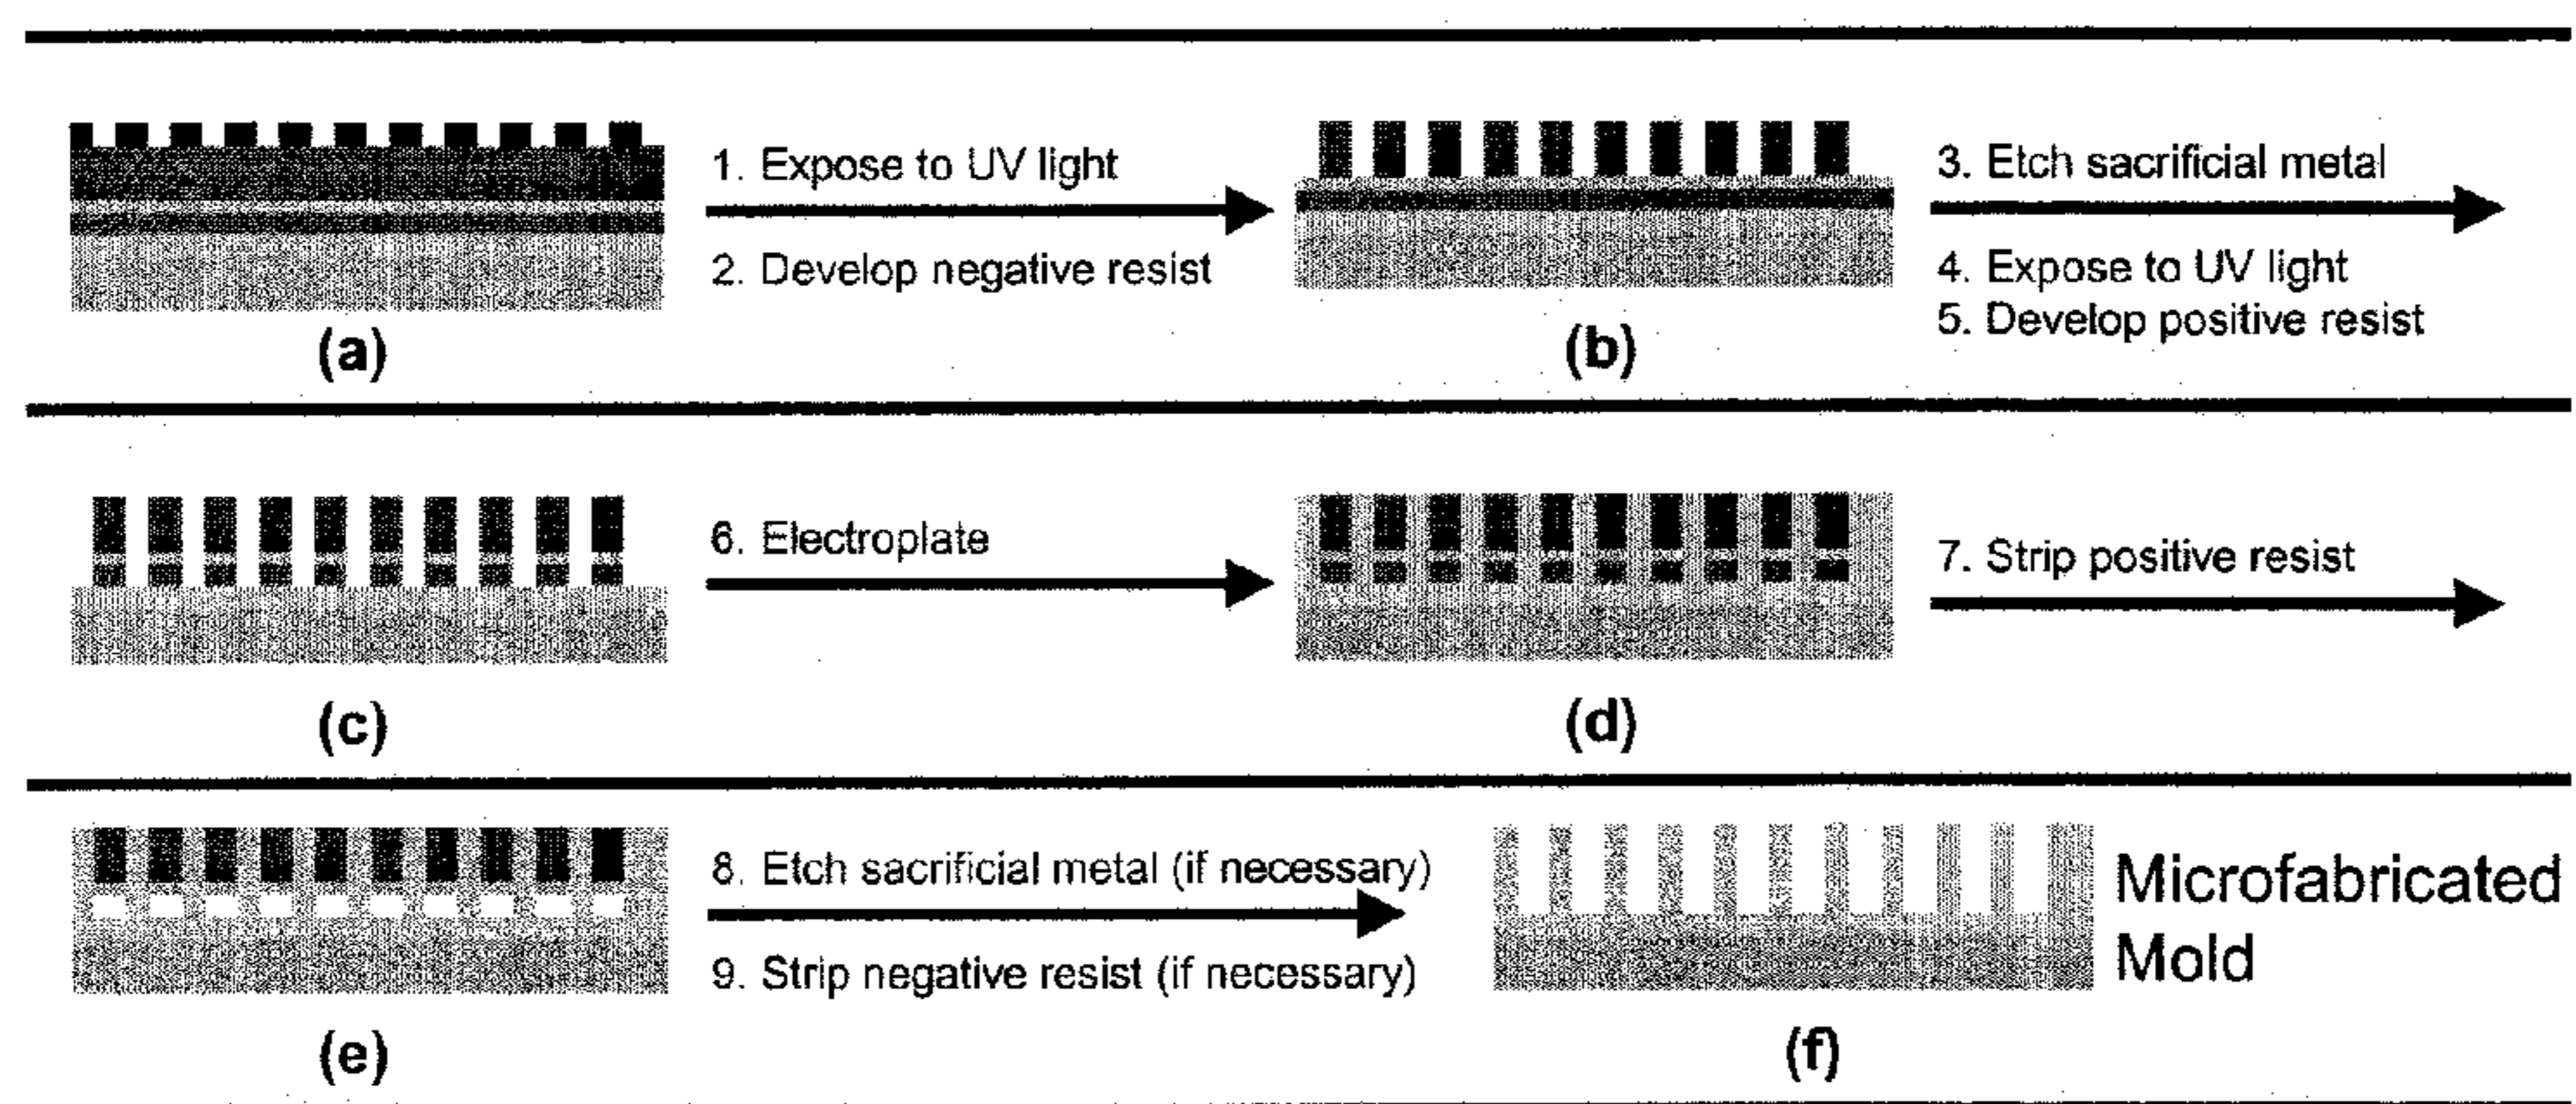 1. Expose to UV light
2. Develop negative resist
(a)
(b)
3. Etch sacrificial metal
4. Expose to UV light
5. Develop positive resist
(c)
6. Electroplate
(d)
7. Strip positive resist
(e)
8. Etch sacrificial metal (if necessary)
9. Strip negative resist (if necessary)
(f)
Microfabricated
Mold